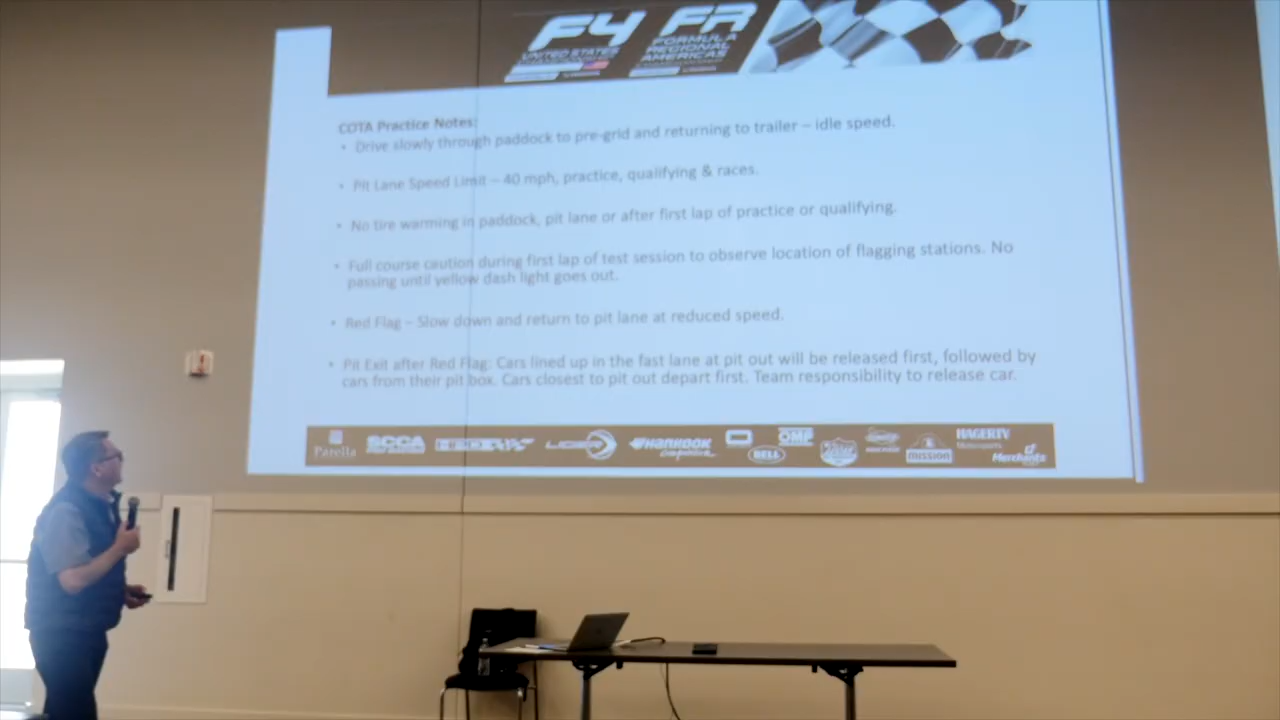 F4
UNITED STATES
FR
FORMULA
REGIONAL
AMERICAS
COTA Practice Notes:
• Drive slowly through paddock to pre-grid and returning to trailer – idle speed.
• Pit Lane Speed Limit – 40 mph, practice, qualifying & races.
• No tire warming in paddock, pit lane or after first lap of practice or qualifying.
• Full course caution during first lap of test session to observe location of flagging stations. No
passing until yellow dash light goes out.
• Red Flag – Slow down and return to pit lane at reduced speed.
• Pit Exit after Red Flag: Cars lined up in the fast lane at pit out will be released first, followed by
cars from their pit box. Cars closest to pit out depart first. Team responsibility to release car.
Parella
SCCA
LIGIER
HANKOOK
BELL
OMP
MISSION
HAGERTY
Motorsports
Merchants